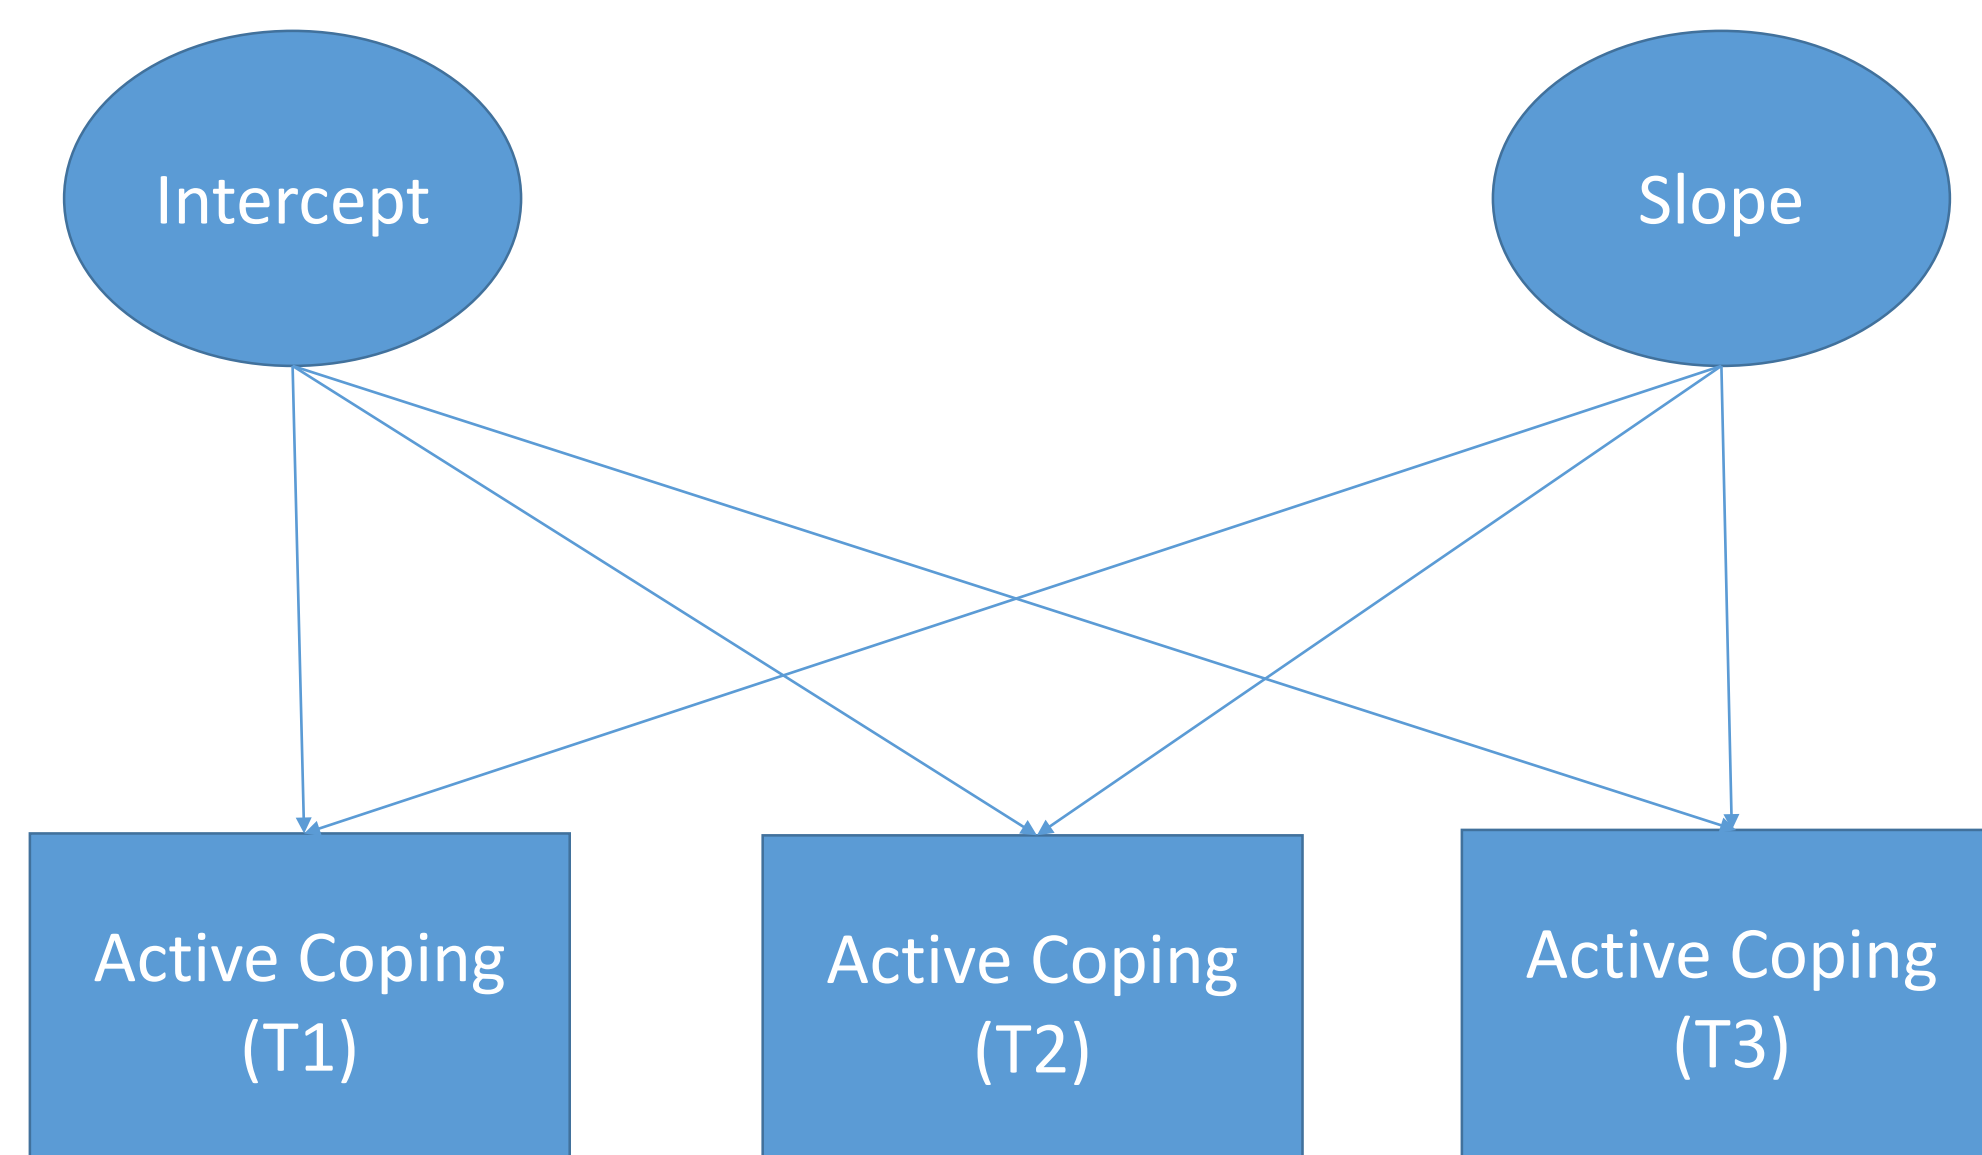 Intercept
Slope
Active Coping
(T1)
Active Coping
(T2)
Active Coping
(T3)